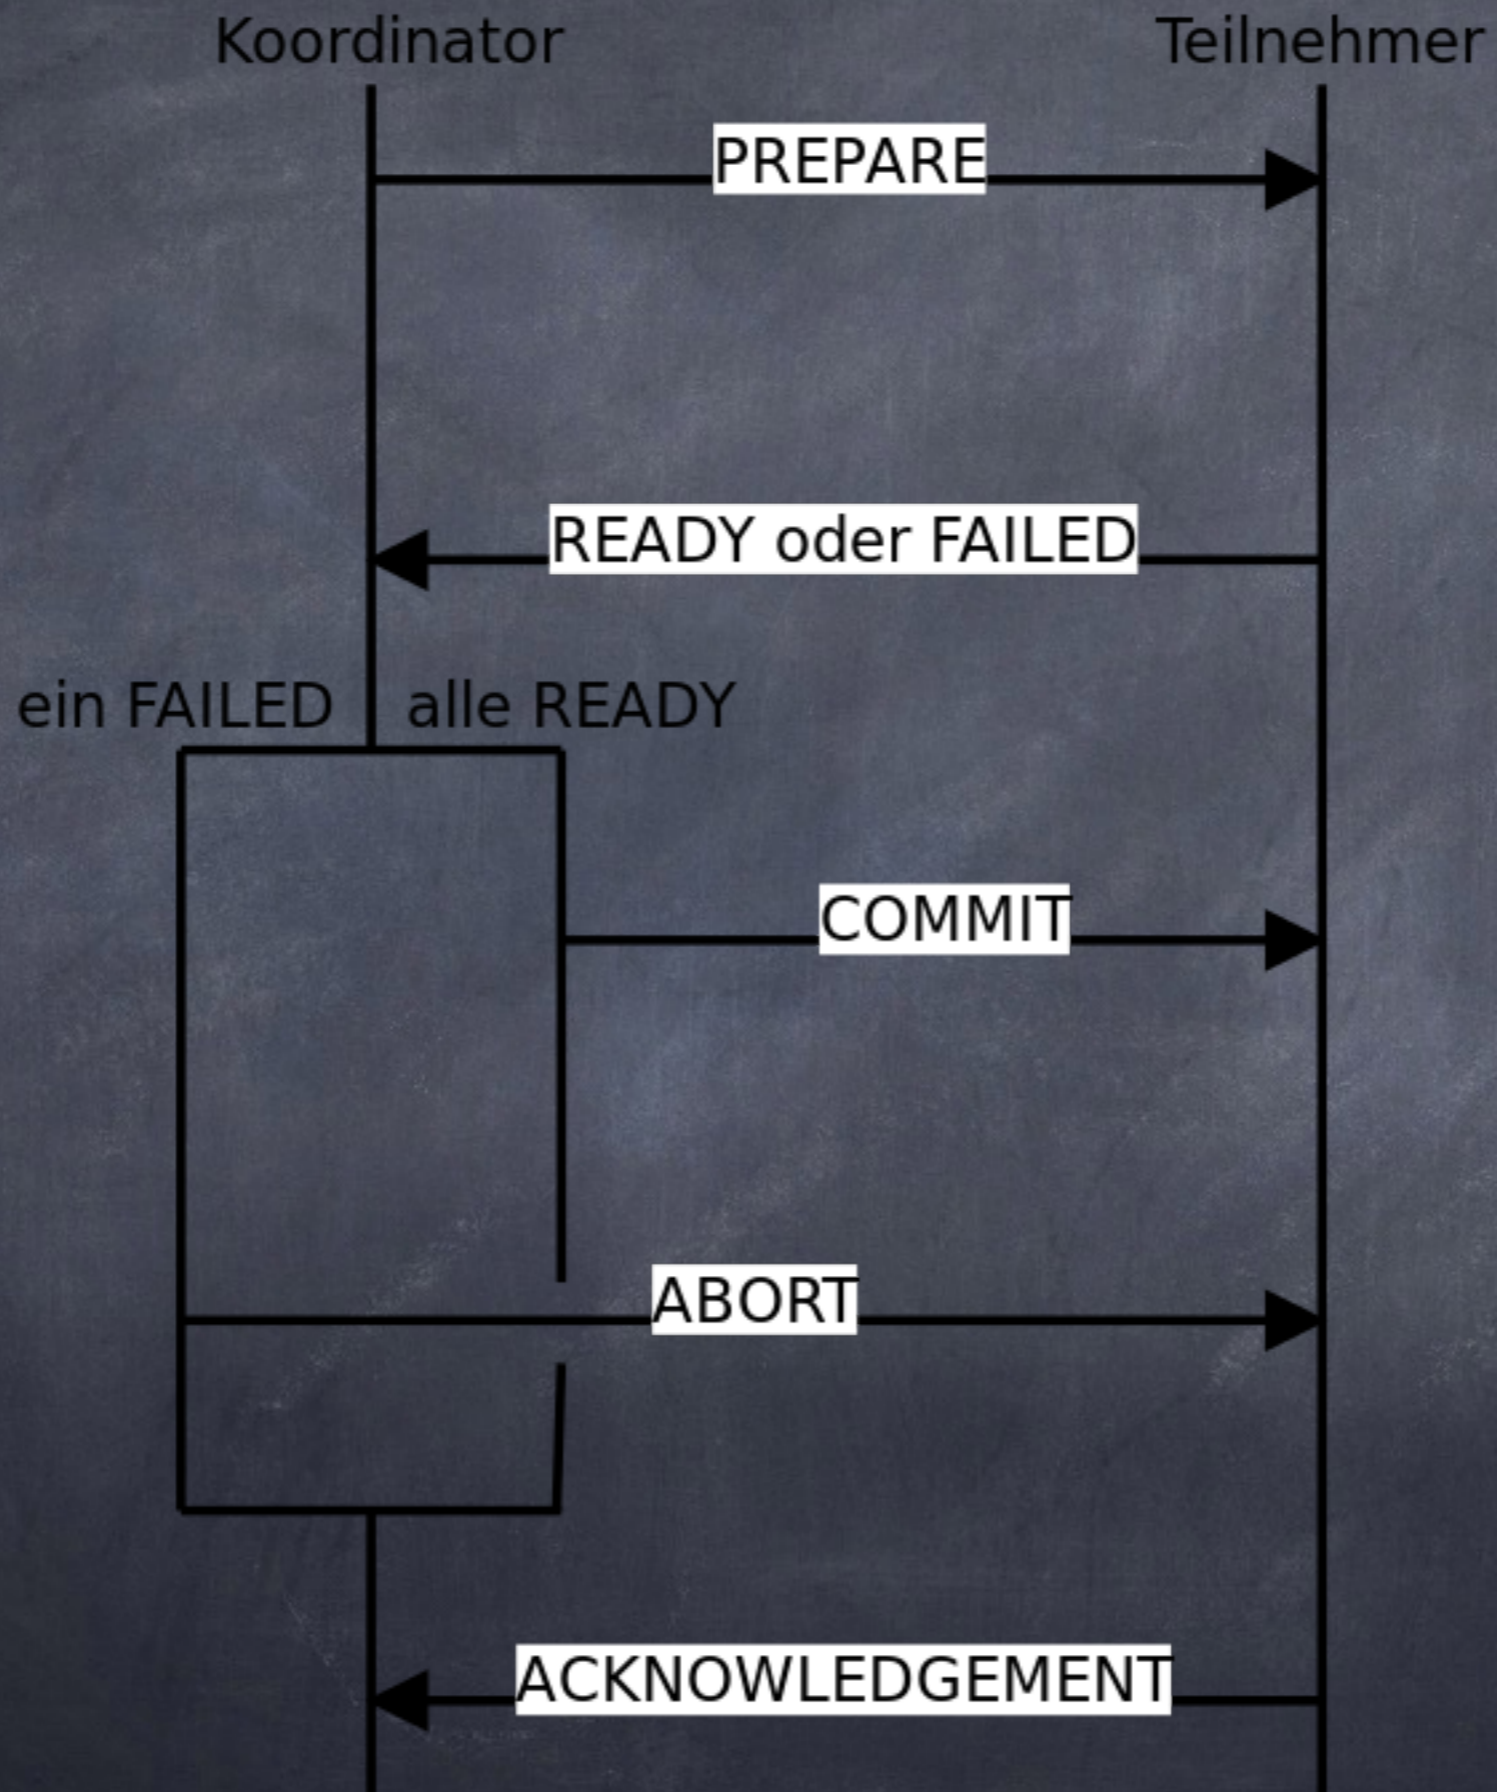 Koordinator
Teilnehmer
PREPARE
READY oder FAILED
ein FAILED
alle READY
COMMIT
ABORT
ACKNOWLEDGEMENT